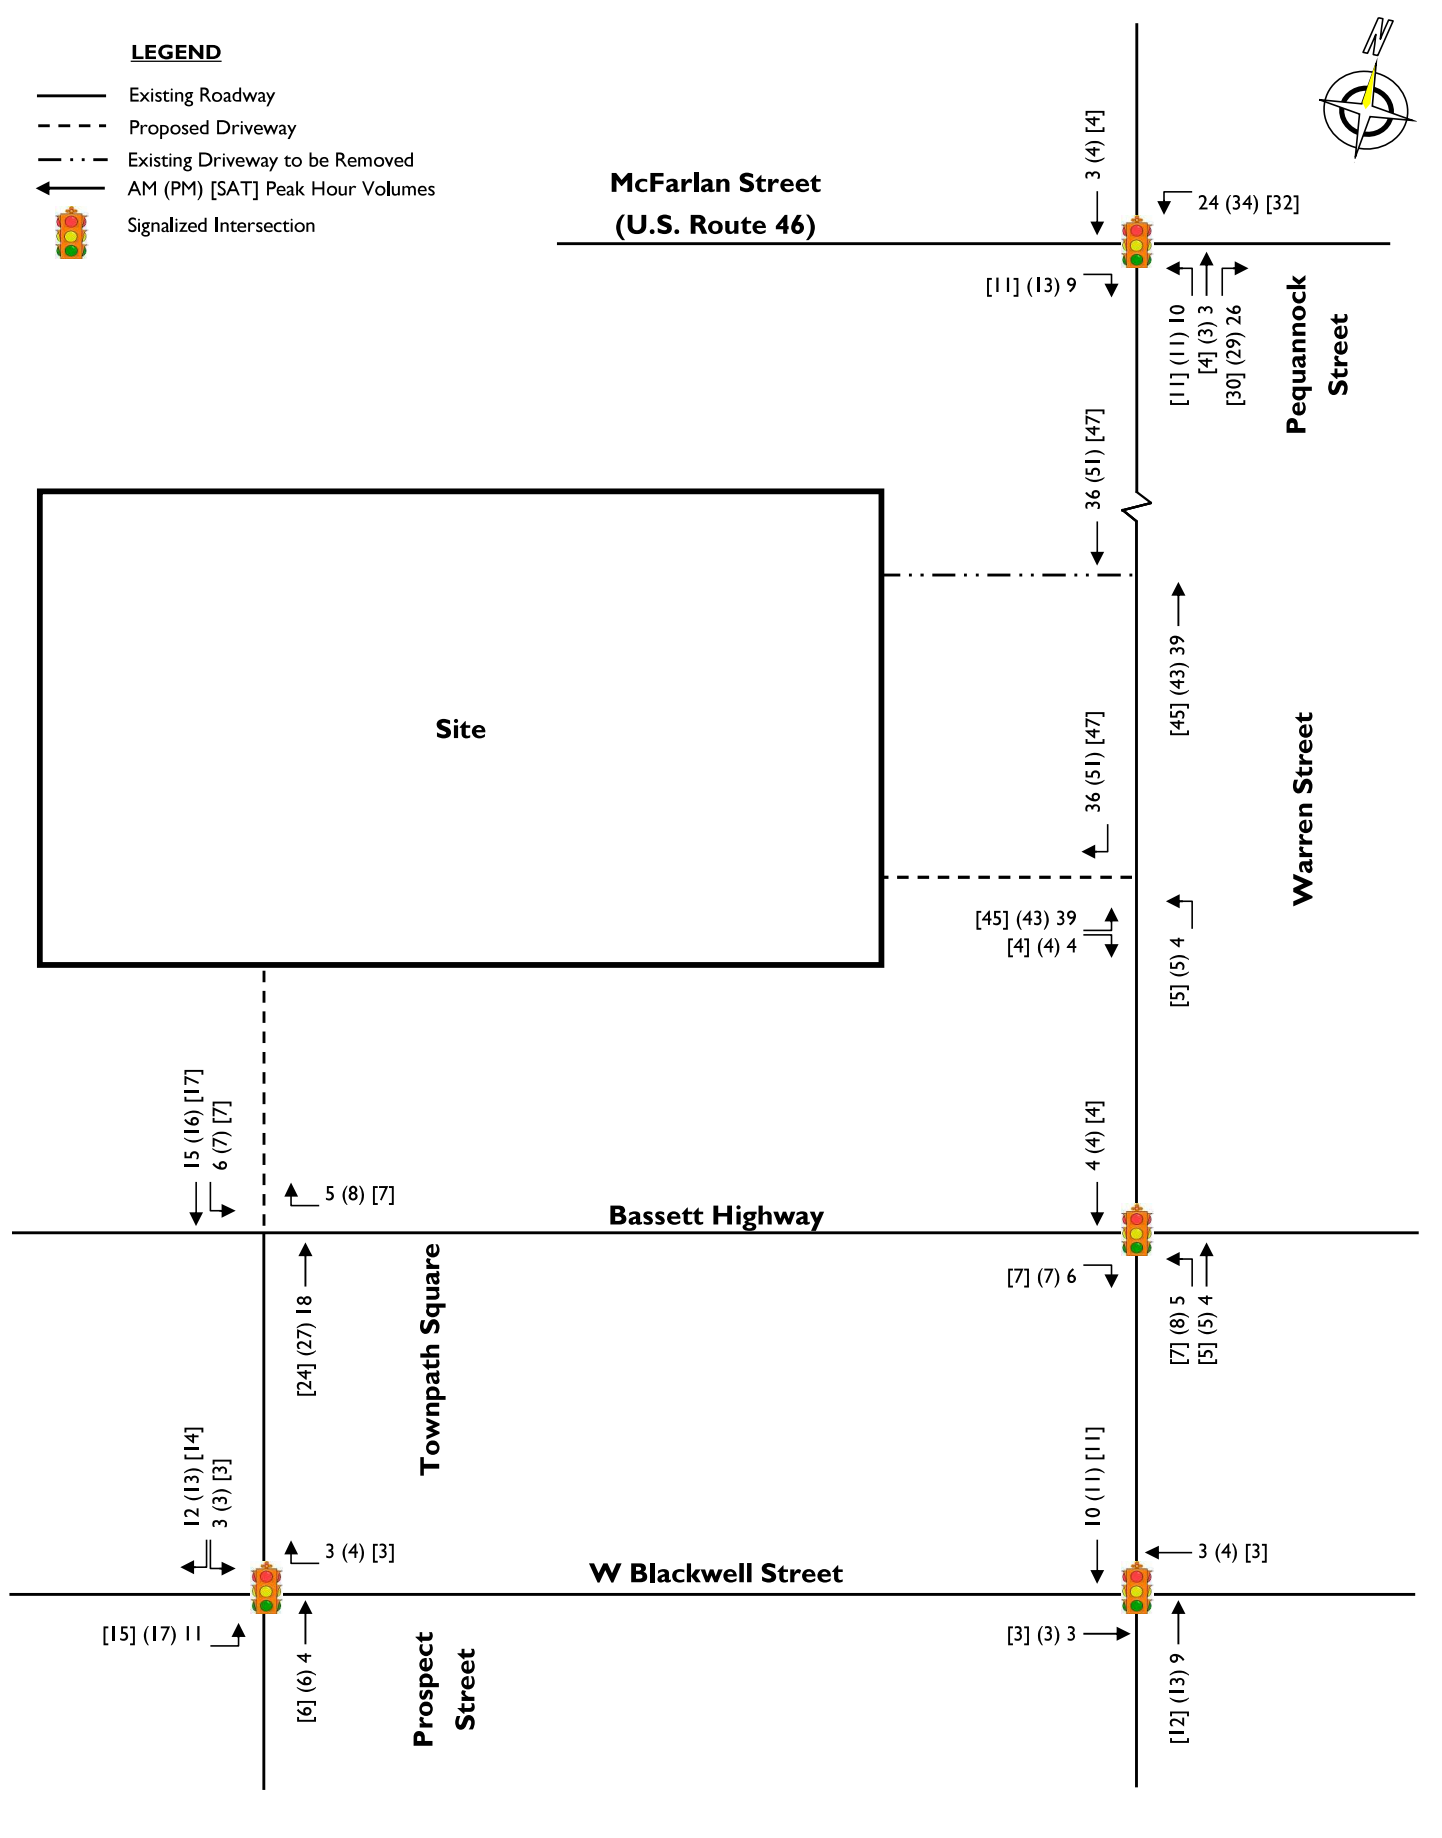 LEGEND
Existing Roadway
Proposed Driveway
Existing Driveway to be Removed
AM (PM) [SAT] Peak Hour Volumes
Signalized Intersection
N
McFarlan Street
(U.S. Route 46)
3 (4) [4]
24 (34) [32]
[11] (13) 9
[11] (11) 10
[4] (3) 3
[30] (29) 26
Pequannock
Street
36 (51) [47]
[45] (43) 39
Site
36 (51) [47]
Warren Street
[45] (43) 39
[4] (4) 4
[5] (5) 4
15 (16) [17]
6 (7) [7]
5 (8) [7]
4 (4) [4]
Bassett Highway
[24] (27) 18
Townpath Square
[7] (7) 6
[7] (8) 5
[5] (5) 4
12 (13) [14]
3 (3) [3]
3 (4) [3]
10 (11) [11]
3 (4) [3]
W Blackwell Street
[15] (17) 11
[6] (6) 4
Prospect
Street
[3] (3) 3
[12] (13) 9